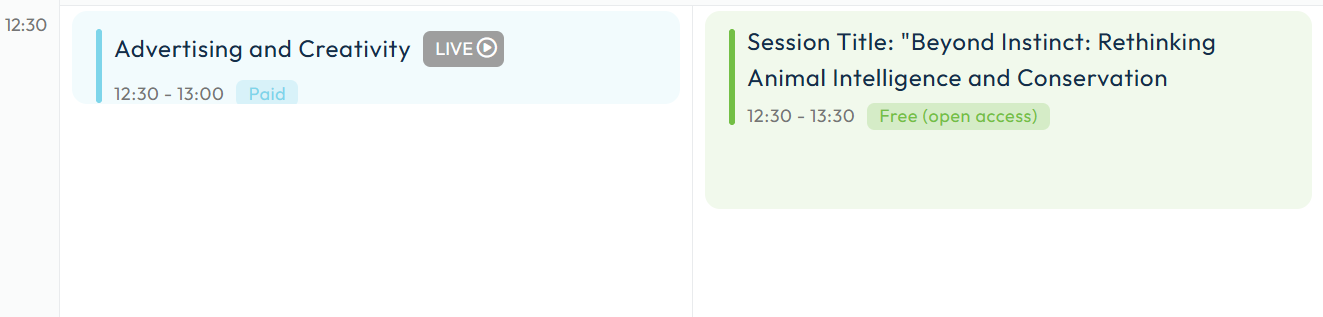 12:30
Advertising and Creativity LIVE
12:30 - 13:00 Paid
Session Title: "Beyond Instinct: Rethinking
Animal Intelligence and Conservation
12:30 - 13:30 Free (open access)